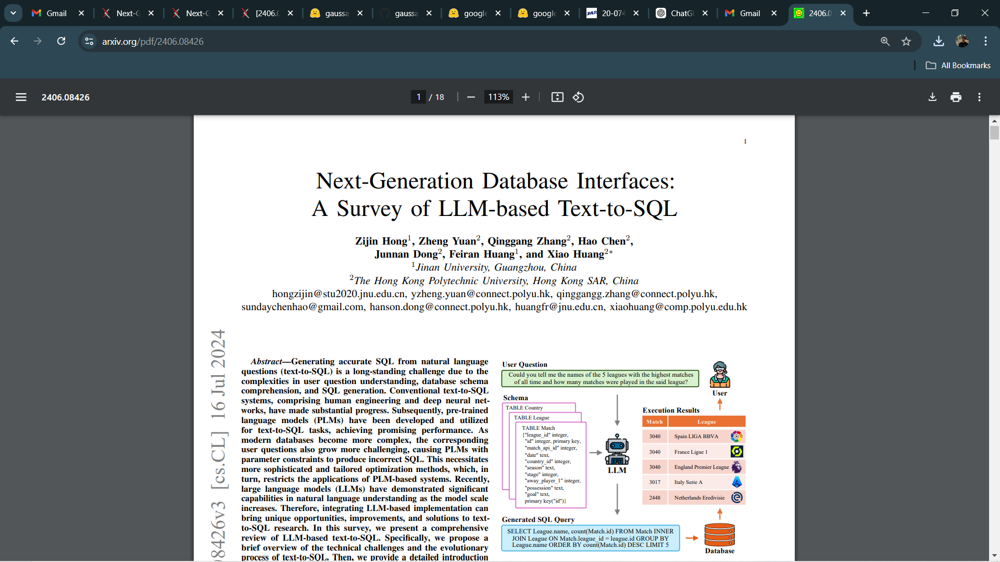 Gmail
Next-G
Next-G
[2406.0
gaussa
gaussa
google
google
20-074
ChatG
Gmail
2406.0
arxiv.org/pdf/2406.08426
All Bookmarks
2406.08426
1 / 18
113%
1
Next-Generation Database Interfaces:
A Survey of LLM-based Text-to-SQL
Zijin Hong1, Zheng Yuan2, Qinggang Zhang2, Hao Chen2,
Junnan Dong2, Feiran Huang1, and Xiao Huang2*
1Jinan University, Guangzhou, China
2The Hong Kong Polytechnic University, Hong Kong SAR, China
hongzijin@stu2020.jnu.edu.cn, yzheng.yuan@connect.polyu.hk, qinggangg.zhang@connect.polyu.hk,
sundaychenhao@gmail.com, hanson.dong@connect.polyu.hk, huangfr@jnu.edu.cn, xiaohuang@comp.polyu.edu.hk
08426v3 [cs.CL] 16 Jul 2024
Abstract—Generating accurate SQL from natural language
questions (text-to-SQL) is a long-standing challenge due to the
complexities in user question understanding, database schema
comprehension, and SQL generation. Conventional text-to-SQL
systems, comprising human engineering and deep neural net-
works, have made substantial progress. Subsequently, pre-trained
language models (PLMs) have been developed and utilized
for text-to-SQL tasks, achieving promising performance. As
modern databases become more complex, the corresponding
user questions also grow more challenging, causing PLMs with
parameter constraints to produce incorrect SQL. This necessitates
more sophisticated and tailored optimization methods, which, in
turn, restricts the applications of PLM-based systems. Recently,
large language models (LLMs) have demonstrated significant
capabilities in natural language understanding as the model scale
increases. Therefore, integrating LLM-based implementation can
bring unique opportunities, improvements, and solutions to text-
to-SQL research. In this survey, we present a comprehensive
review of LLM-based text-to-SQL. Specifically, we propose a
brief overview of the technical challenges and the evolutionary
process of text-to-SQL. Then, we provide a detailed introduction
User Question
Could you tell me the names of the 5 leagues with the highest matches
of all time and how many matches were played in the said league?
User
Schema
TABLE Country
TABLE League
TABLE Match
{"league_id" integer,
"id" integer, primary key,
"match_api_id" integer,
"date" text,
"country_id" integer,
"season" text,
"stage" integer,
"away_player_1" integer,
"possession" text,
"goal" text,
primary key("id")}
LLM
Execution Results
Match League
3040 Spain LIGA BBVA
3040 France Ligue 1
3040 England Premier League
3017 Italy Serie A
2448 Netherlands Eredivisie
Generated SQL Query
SELECT League.name, count(Match.id) FROM Match INNER
JOIN League ON Match.league_id = league.id GROUP BY
League.name ORDER BY count(Match.id) DESC LIMIT 5
Database